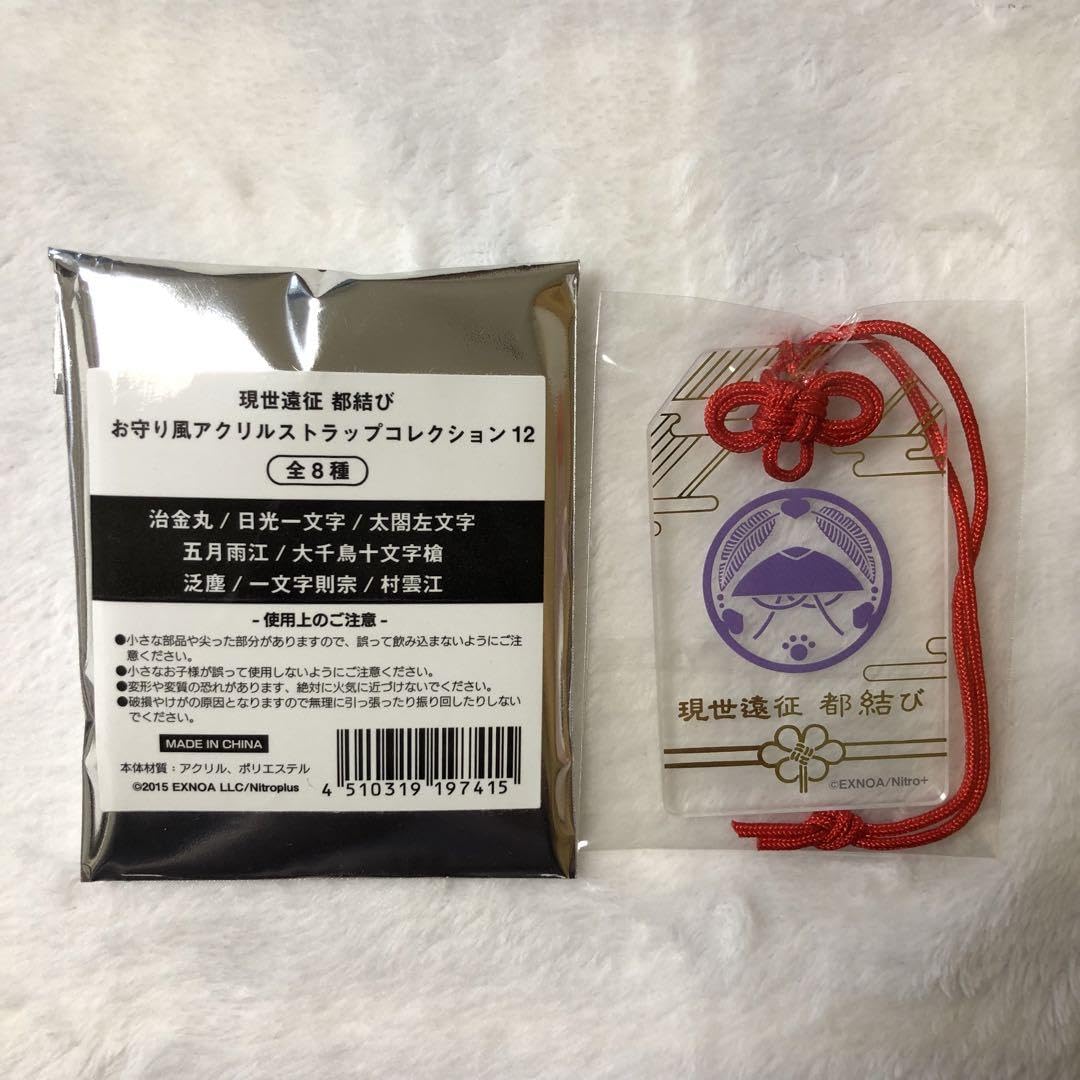 現世遠征 都結び
お守り風アクリルストラップコレクション 12
全8種
治金丸 / 日光一文字 / 太閤左文字
五月雨江 / 大千鳥十文字槍
泛塵 / 一文字則宗 / 村雲江
- 使用上のご注意 -
●小さな部品や尖った部分がありますので、誤って飲み込まないようにご注
意ください。
●小さなお子様が誤って使用しないようにご注意ください。
●変形や変質の恐れがあります、絶対に火気に近づけないでください。
●破損やけがの原因となりますので無理に引っ張ったり振り回したりしない
でください。
MADE IN CHINA
本体材質：アクリル、ポリエステル
©2015 EXNOA LLC/Nitroplus
4 510319 197415
現世遠征 都結び
©EXNOA/Nitro+